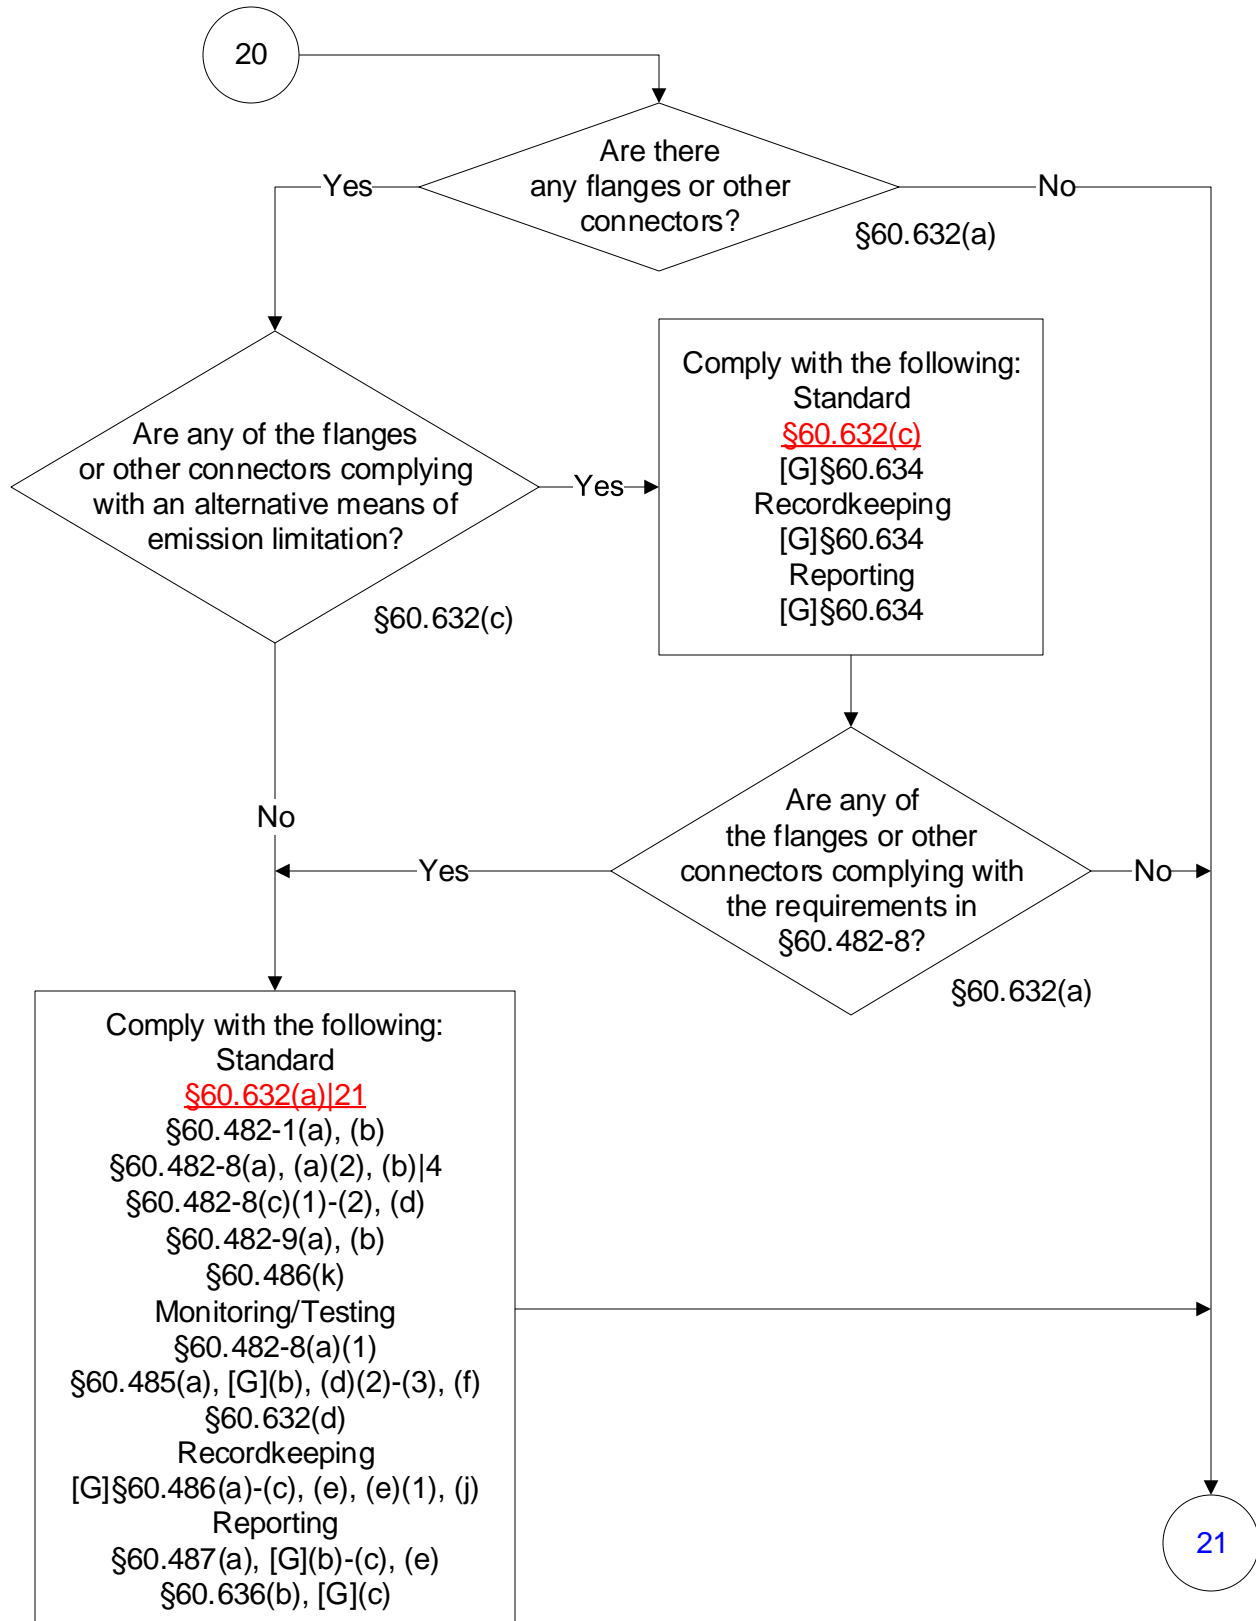 20
Are there
any flanges or other
connectors?
Yes
No
§60.632(a)
Are any of the flanges
or other connectors complying
with an alternative means of
emission limitation?
Yes
§60.632(c)
Comply with the following:
Standard
§60.632(c)
[G]§60.634
Recordkeeping
[G]§60.634
Reporting
[G]§60.634
No
Are any of
the flanges or other
connectors complying with
the requirements in
§60.482-8?
Yes
No
§60.632(a)
Comply with the following:
Standard
§60.632(a)|21
§60.482-1(a), (b)
§60.482-8(a), (a)(2), (b)|4
§60.482-8(c)(1)-(2), (d)
§60.482-9(a), (b)
§60.486(k)
Monitoring/Testing
§60.482-8(a)(1)
§60.485(a), [G](b), (d)(2)-(3), (f)
§60.632(d)
Recordkeeping
[G]§60.486(a)-(c), (e), (e)(1), (j)
Reporting
§60.487(a), [G](b)-(c), (e)
§60.636(b), [G](c)
21